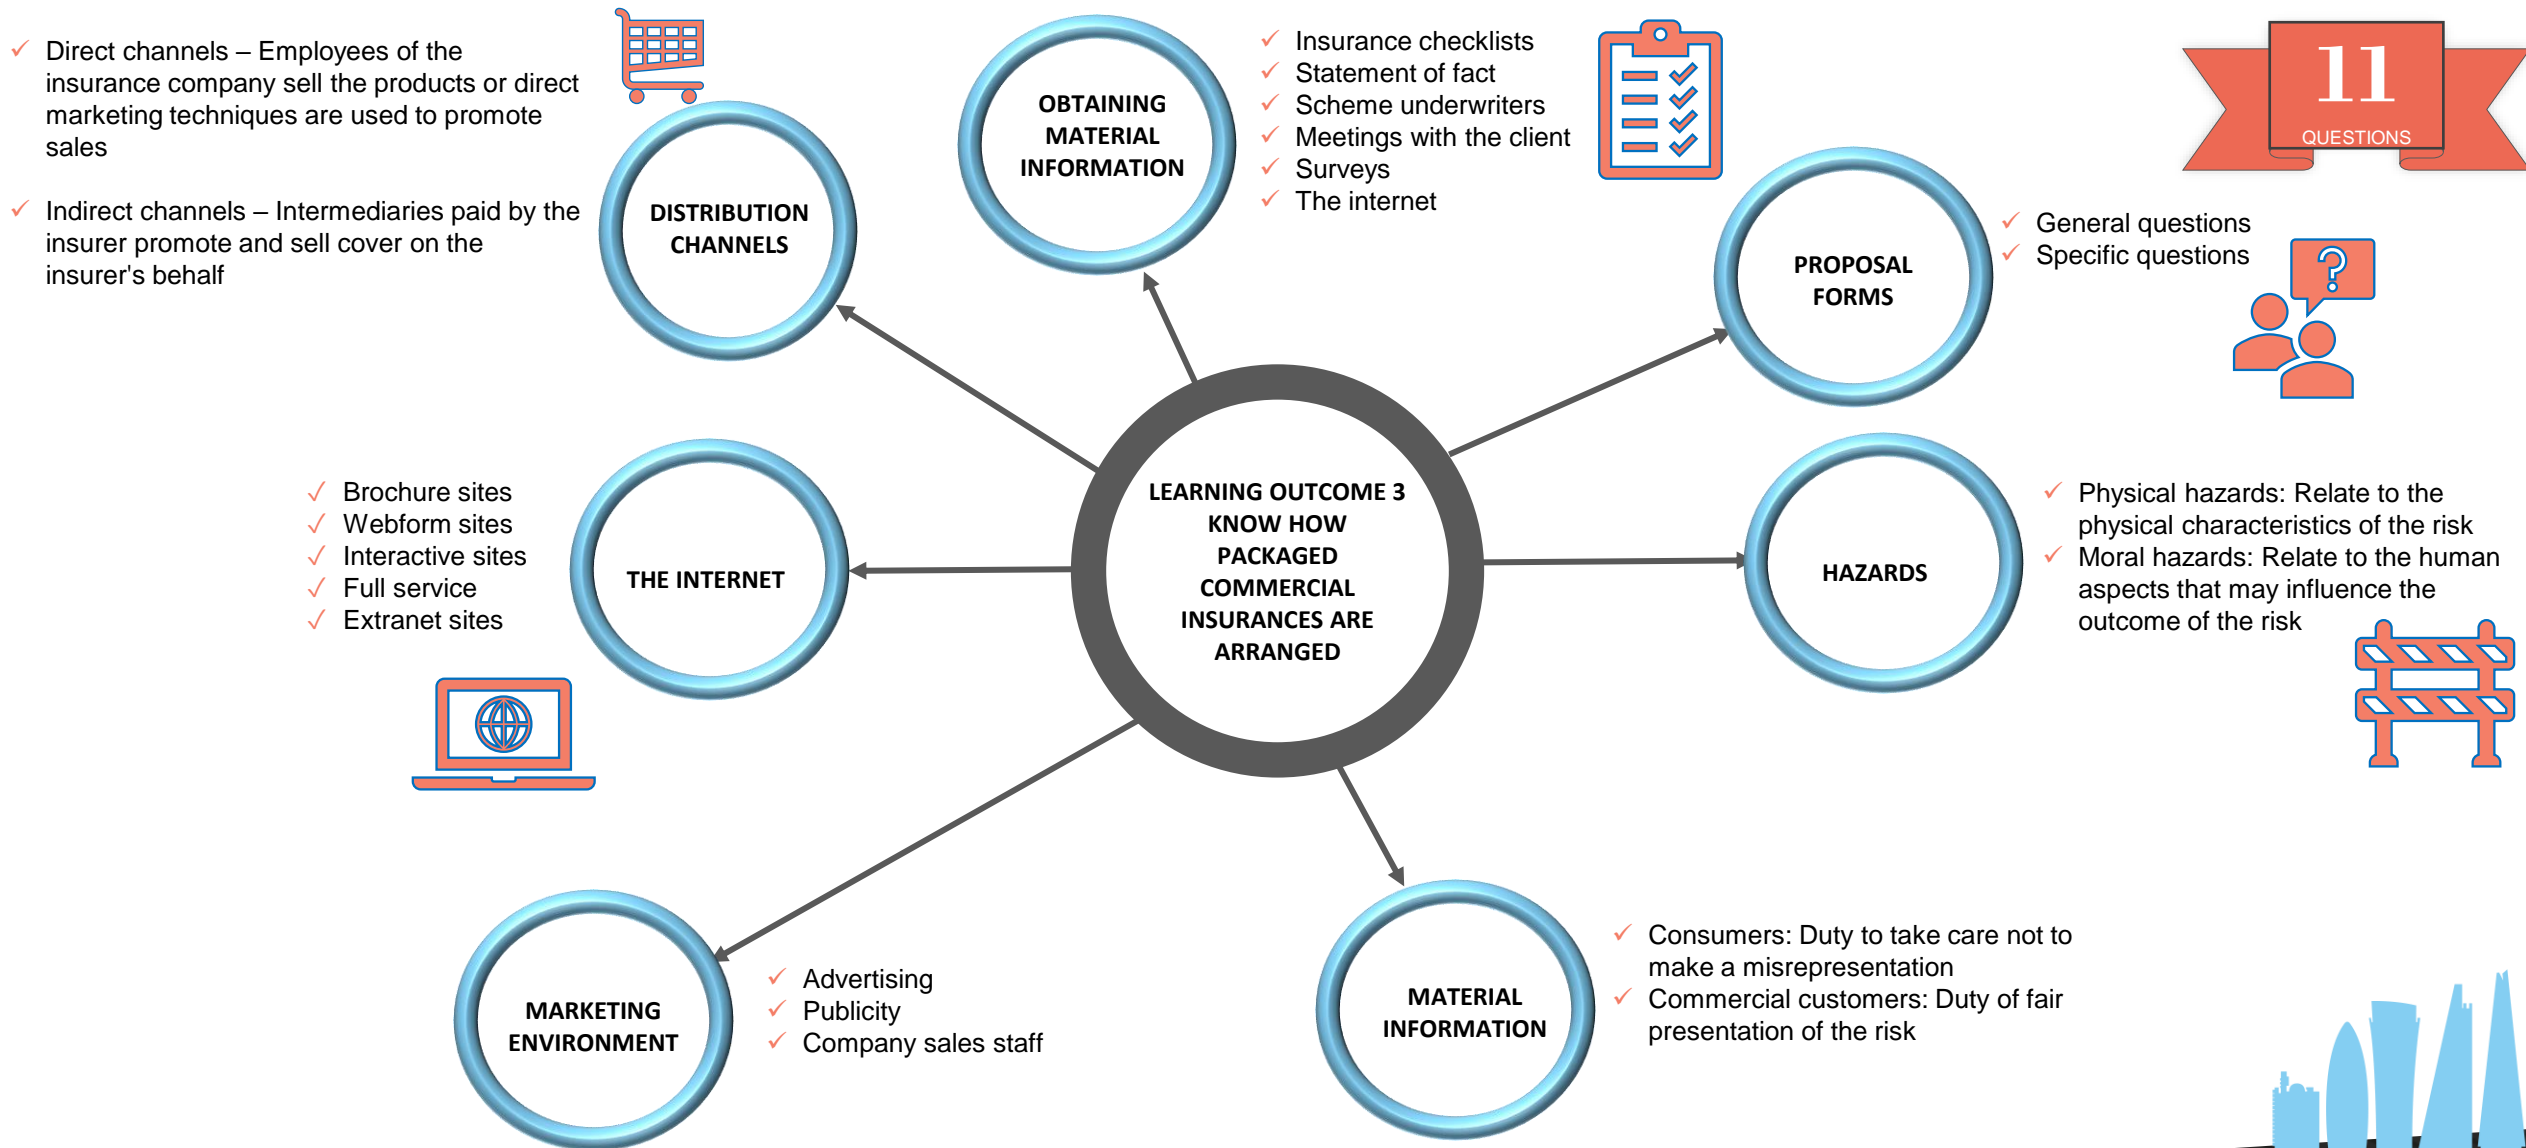 ✓ Direct channels – Employees of the
insurance company sell the products or direct
marketing techniques are used to promote
sales
✓ Indirect channels – Intermediaries paid by the
insurer promote and sell cover on the
insurer's behalf
DISTRIBUTION
CHANNELS
OBTAINING
MATERIAL
INFORMATION
✓ Insurance checklists
✓ Statement of fact
✓ Scheme underwriters
✓ Meetings with the client
✓ Surveys
✓ The internet
11
QUESTIONS
PROPOSAL
FORMS
✓ General questions
✓ Specific questions
?
✓ Brochure sites
✓ Webform sites
✓ Interactive sites
✓ Full service
✓ Extranet sites
THE INTERNET
LEARNING OUTCOME 3
KNOW HOW
PACKAGED
COMMERCIAL
INSURANCES ARE
ARRANGED
HAZARDS
✓ Physical hazards: Relate to the
physical characteristics of the risk
✓ Moral hazards: Relate to the human
aspects that may influence the
outcome of the risk
MARKETING
ENVIRONMENT
✓ Advertising
✓ Publicity
✓ Company sales staff
MATERIAL
INFORMATION
✓ Consumers: Duty to take care not to
make a misrepresentation
✓ Commercial customers: Duty of fair
presentation of the risk